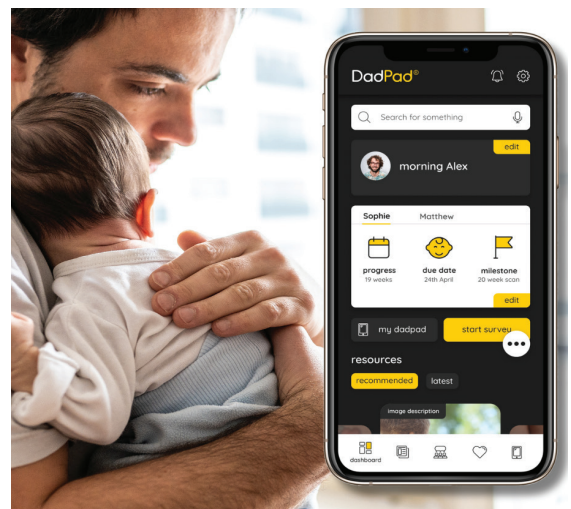 DadPad®
Search for something
edit
morning Alex
Sophie Matthew
progress due date milestone
19 weeks 24th April 20 week scan
edit
my dadpad start survey
resources
recommended latest
image description
dashboard